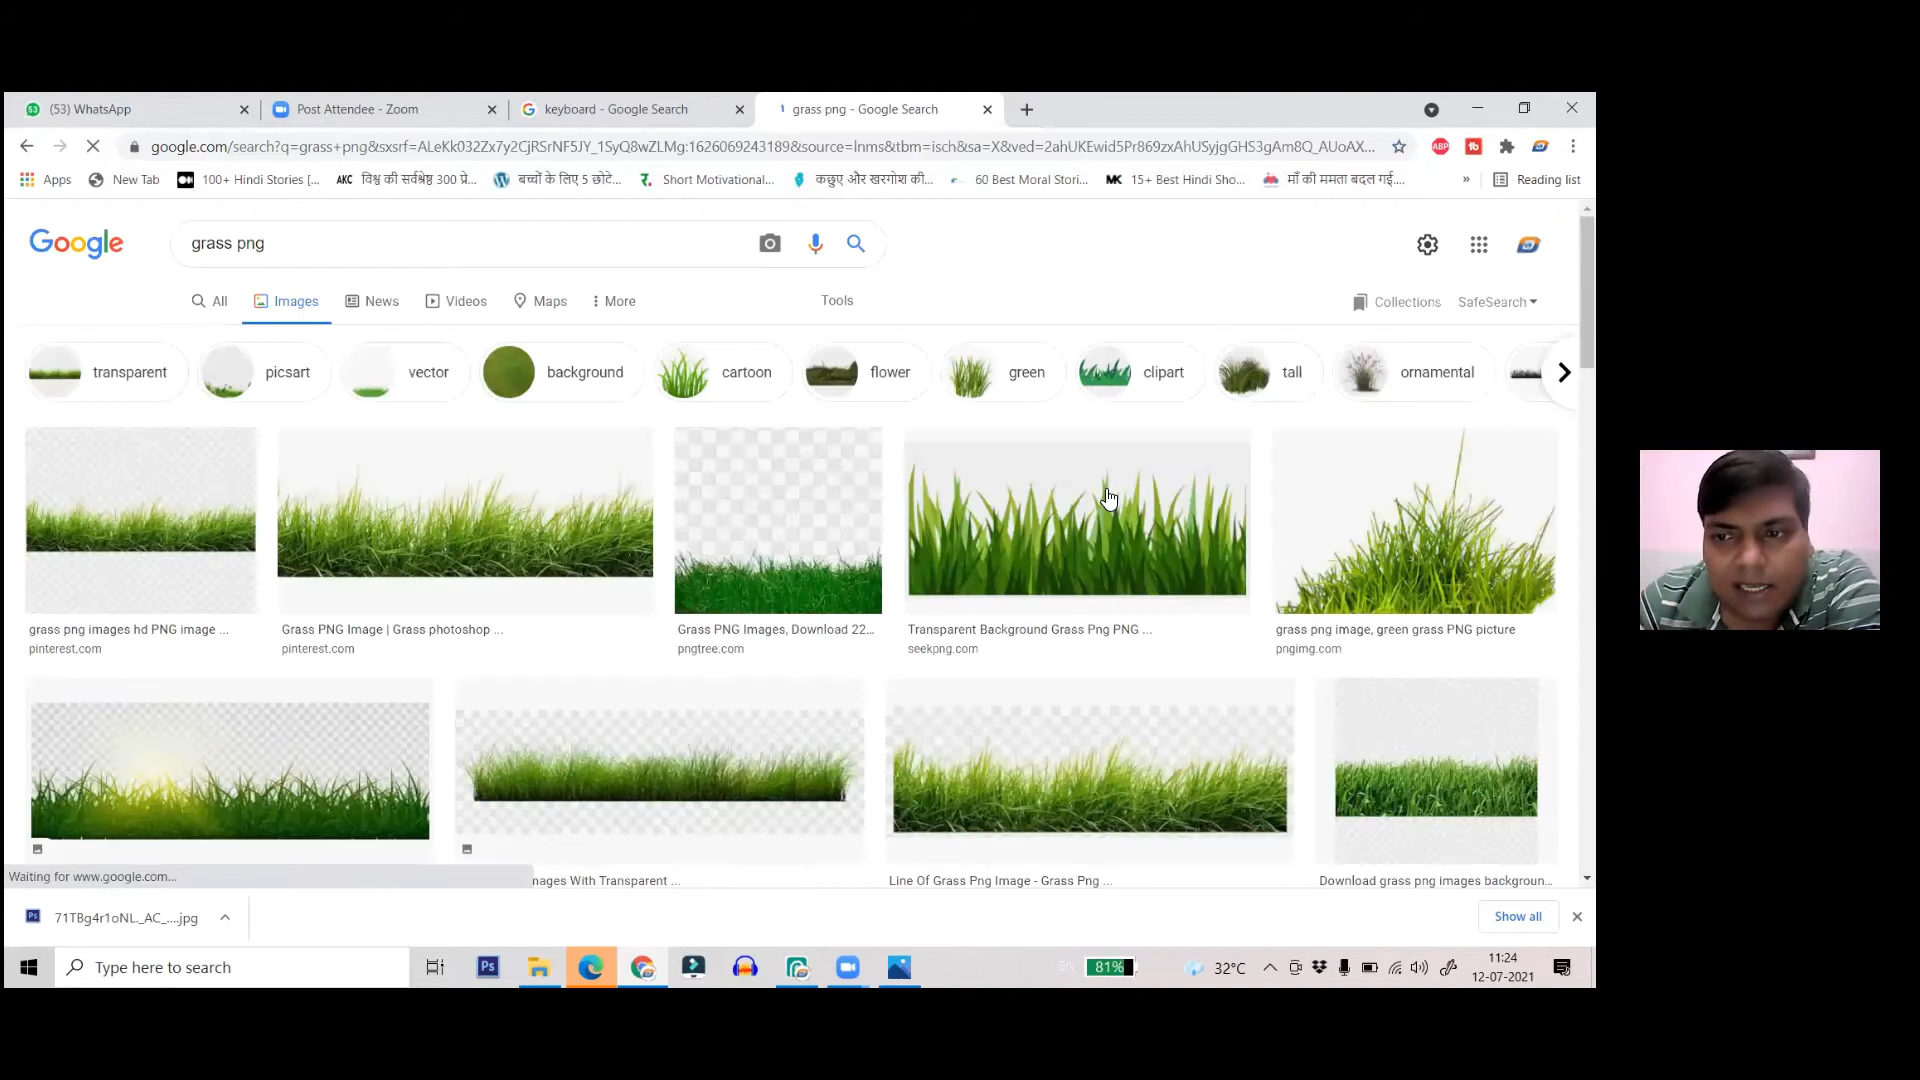 (53) WhatsApp
Post Attendee - Zoom
keyboard - Google Search
grass png - Google Search
google.com/search?q=grass+png&sxsrf=ALeKk032Zx7y2CjRSrNF5JY_1SyQ8wZLMg:1626069243189&source=lnms&tbm=isch&sa=X&ved=2ahUKEwid5Pr869zxAhUSyjgGHS3gAm8Q_AUoAX...
ABP
Apps
New Tab
100+ Hindi Stories [...
AKC विश्व की सर्वश्रेष्ठ 300 प्रे...
बच्चों के लिए 5 छोटे...
Short Motivational...
कछुए और खरगोश की...
60 Best Moral Stori...
MK 15+ Best Hindi Sho...
माँ की ममता बदल गई....
»
Reading list
Google
grass png
All
Images
News
Videos
Maps
More
Tools
Collections
SafeSearch
transparent
picsart
vector
background
cartoon
flower
green
clipart
tall
ornamental
grass png images hd PNG image ...
pinterest.com
Grass PNG Image | Grass photoshop ...
pinterest.com
Grass PNG Images, Download 22...
pngtree.com
Transparent Background Grass Png PNG ...
seekpng.com
grass png image, green grass PNG picture
pngimg.com
Waiting for www.google.com...
mages With Transparent ...
Line Of Grass Png Image - Grass Png ...
Download grass png images backgroun...
Ps
71TBg4r1oNL._AC_....jpg
Show all
Type here to search
Ps
81%
32°C
11:24
12-07-2021